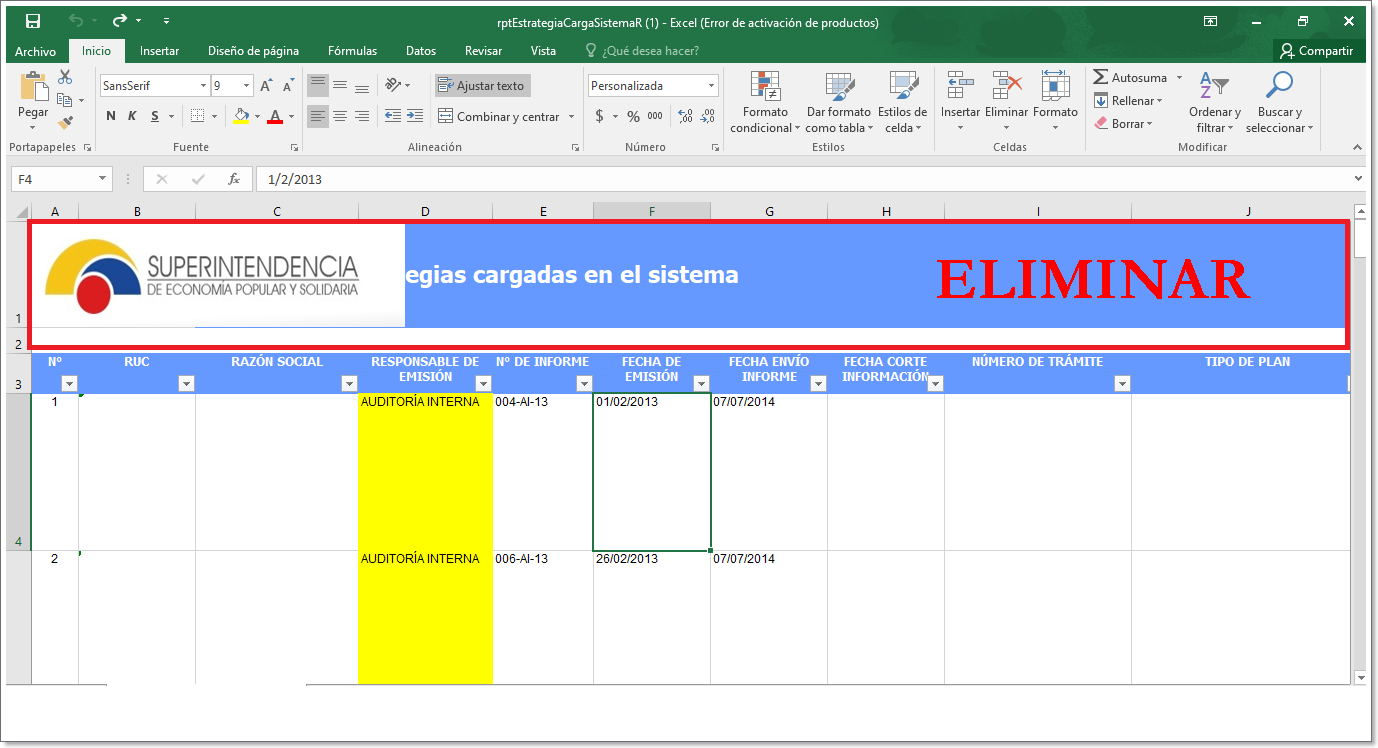 rptEstrategiaCargaSistemaR (1) - Excel (Error de activación de productos)
Archivo Inicio Insertar Diseño de página Fórmulas Datos Revisar Vista ¿Qué desea hacer? Compartir
SansSerif 9 Ajustar texto Personalizada Autosuma
Pegar Formato condicional Dar formato como tabla Estilos de celda Insertar Eliminar Formato Rellenar Ordenar y filtrar Buscar y seleccionar
N K S A Combinar y centrar $ % 000 Borrar
Portapapeles Fuente Alineación Número Estilos Celdas Modificar
F4 fx 1/2/2013
A B C D E F G H I J
1
SUPERINTENDENCIA
DE ECONOMÍA POPULAR Y SOLIDARIA
egias cargadas en el sistema
ELIMINAR
2
3
Nº RUC RAZÓN SOCIAL RESPONSABLE DE EMISIÓN Nº DE INFORME FECHA DE EMISIÓN FECHA ENVÍO INFORME FECHA CORTE INFORMACIÓN NÚMERO DE TRÁMITE TIPO DE PLAN
1 AUDITORÍA INTERNA 004-AI-13 01/02/2013 07/07/2014
4
2 AUDITORÍA INTERNA 006-AI-13 26/02/2013 07/07/2014